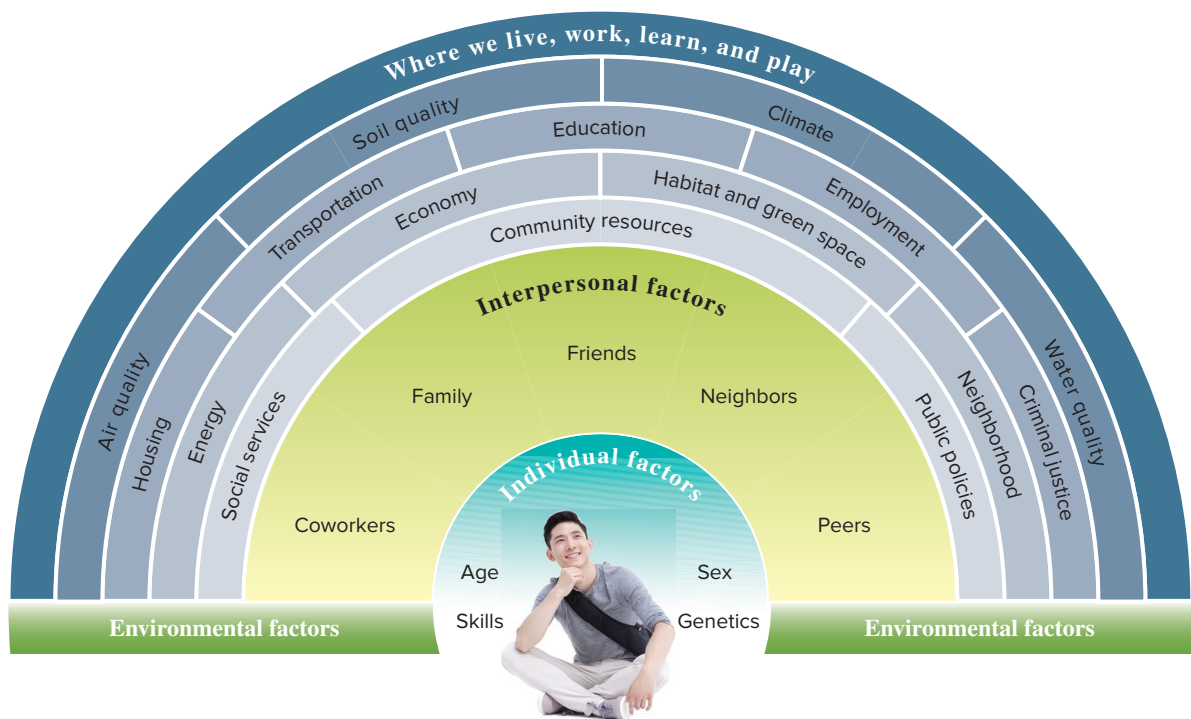 Where we live, work, learn, and play
Soil quality
Climate
Air quality
Water quality
Transportation
Education
Employment
Housing
Criminal justice
Economy
Habitat and green space
Energy
Neighborhood
Community resources
Social services
Public policies
Interpersonal factors
Friends
Family
Neighbors
Coworkers
Peers
Individual factors
Age
Sex
Skills
Genetics
Environmental factors
Environmental factors